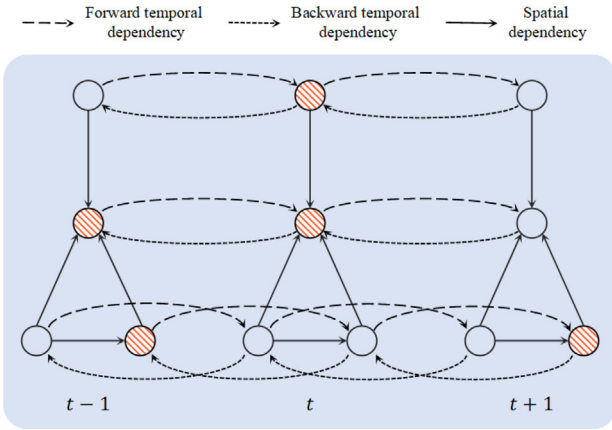 Forward temporal
dependency
Backward temporal
dependency
Spatial
dependency
t − 1
t
t + 1